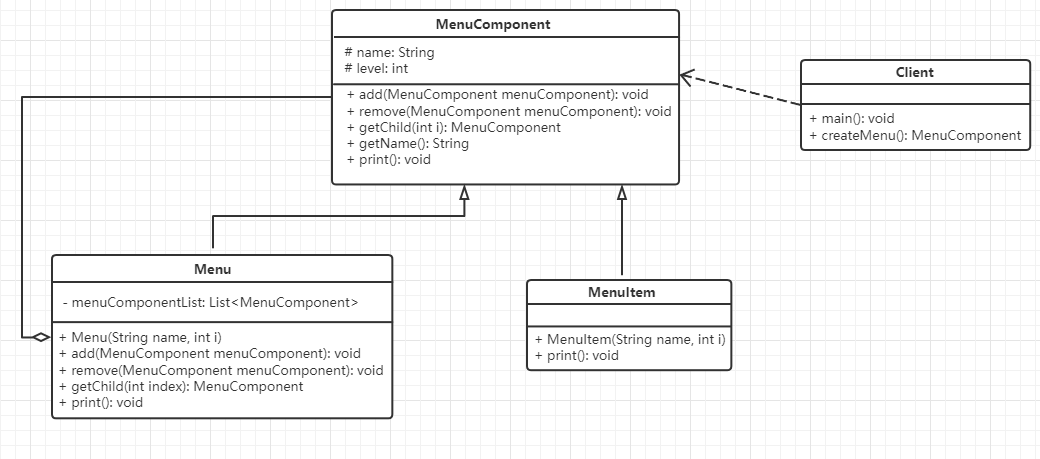 MenuComponent
# name: String
# level: int
+ add(MenuComponent menuComponent): void
+ remove(MenuComponent menuComponent): void
+ getChild(int i): MenuComponent
+ getName(): String
+ print(): void
Client
+ main(): void
+ createMenu(): MenuComponent
Menu
- menuComponentList: List<MenuComponent>
+ Menu(String name, int i)
+ add(MenuComponent menuComponent): void
+ remove(MenuComponent menuComponent): void
+ getChild(int index): MenuComponent
+ print(): void
MenuItem
+ MenuItem(String name, int i)
+ print(): void